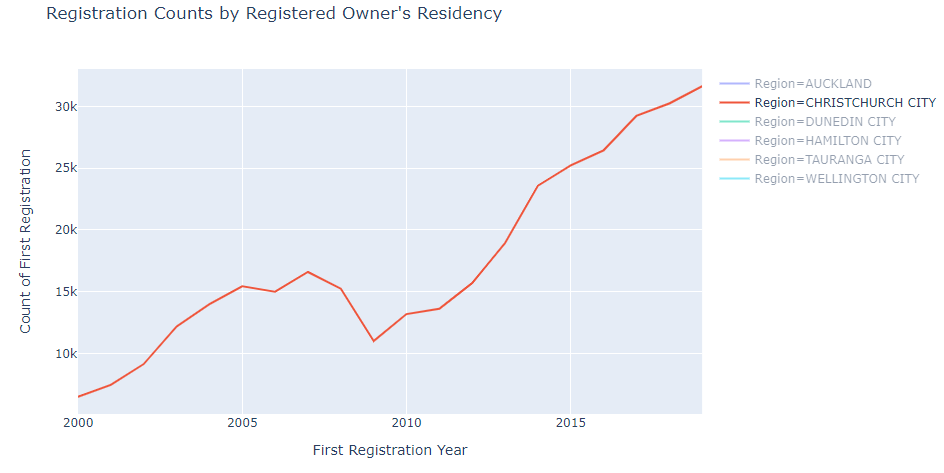 Registration Counts by Registered Owner's Residency
30k
25k
20k
15k
10k
Count of First Registration
2000
2005
2010
2015
First Registration Year
Region=AUCKLAND
Region=CHRISTCHURCH CITY
Region=DUNEDIN CITY
Region=HAMILTON CITY
Region=TAURANGA CITY
Region=WELLINGTON CITY